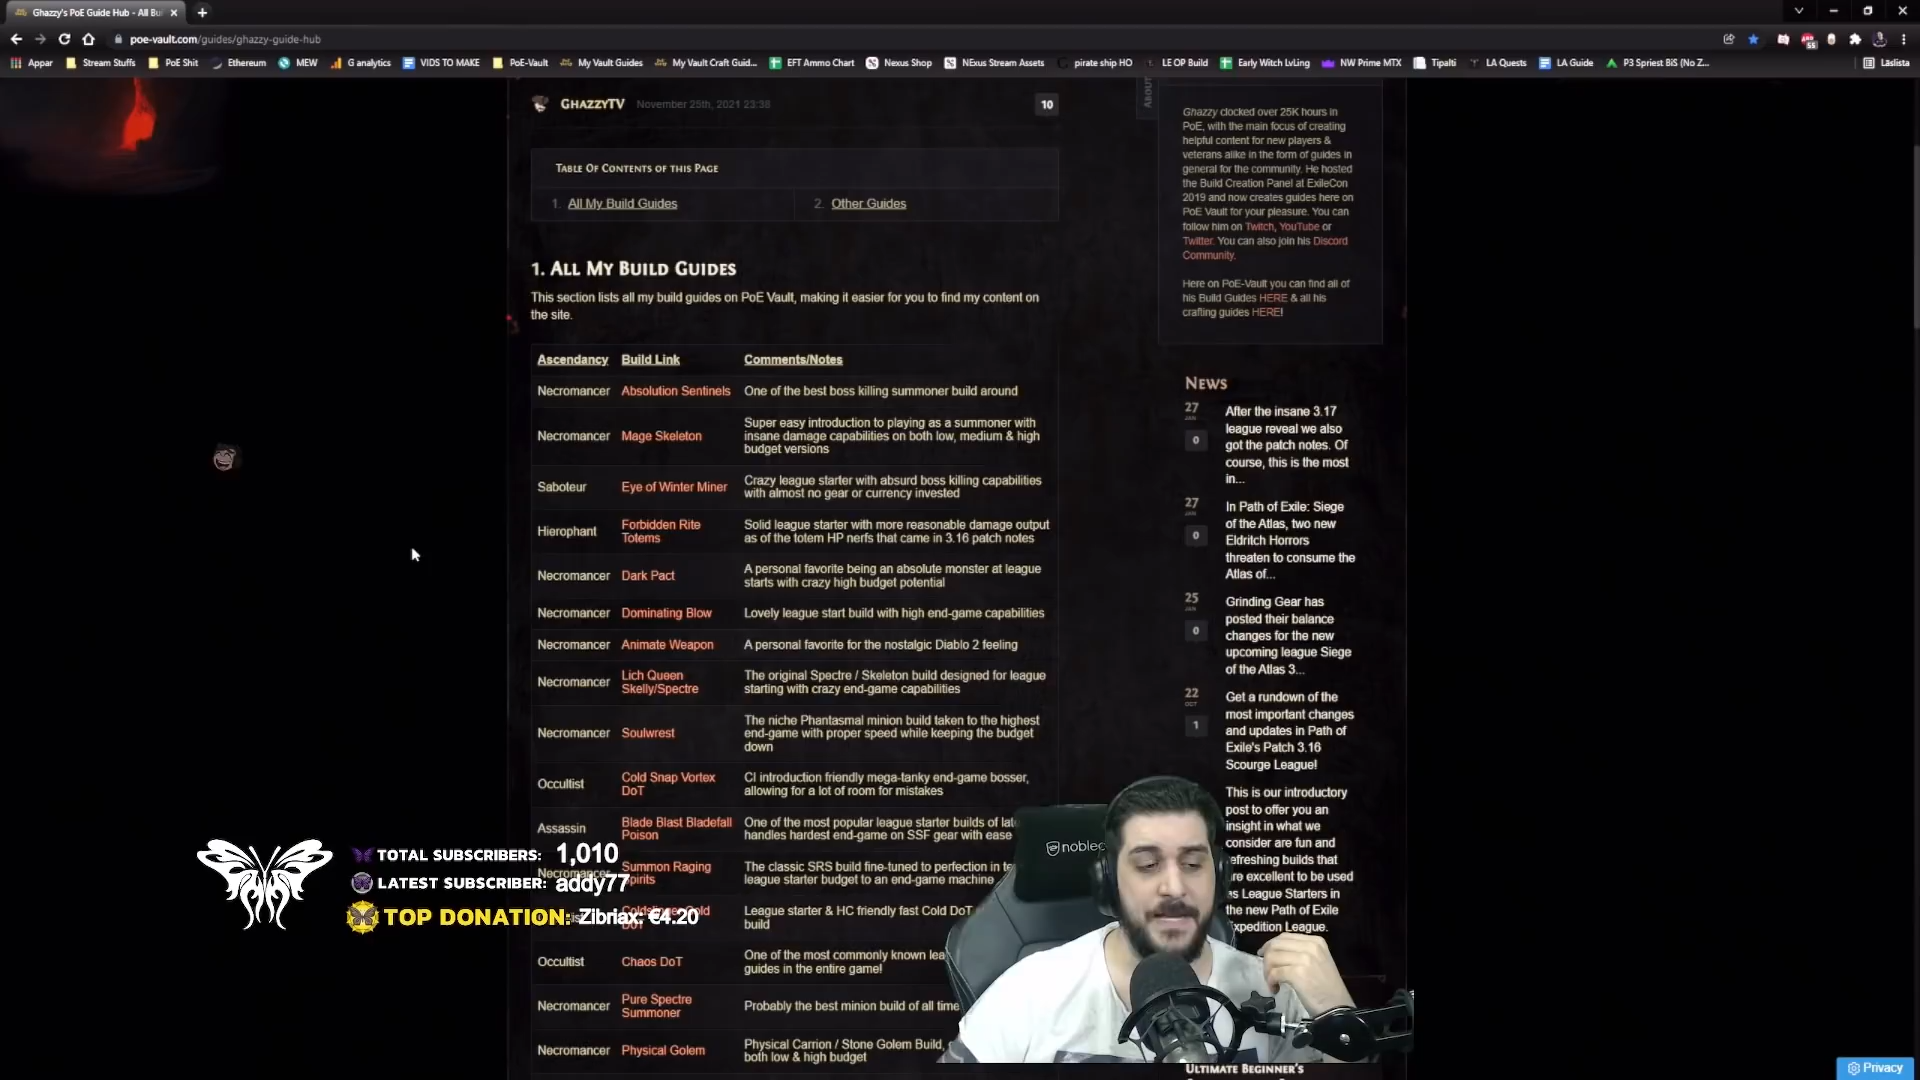 Ghazzy's PoE Guide Hub - All Bu
poe-vault.com/guides/ghazzy-guide-hub
Appar Stream Stuffs PoE Shit Ethereum MEW G analytics VIDS TO MAKE PoE-Vault My Vault Guides My Vault Craft Guid... EFT Ammo Chart Nexus Shop NExus Stream Assets pirate ship HO LE OP Build Early Witch LvLing NW Prime MTX Tipalti LA Quests LA Guide P3 Spriest BiS (No Z... Läslista
GhazzyTV November 25th, 2021 23:38 10
Table Of Contents of this Page
1. All My Build Guides 2. Other Guides
1. All My Build Guides
This section lists all my build guides on PoE Vault, making it easier for you to find my content on
the site.
Ascendancy Build Link Comments/Notes
Necromancer Absolution Sentinels One of the best boss killing summoner build around
Necromancer Mage Skeleton Super easy introduction to playing as a summoner with
insane damage capabilities on both low, medium & high
budget versions
Saboteur Eye of Winter Miner Crazy league starter with absurd boss killing capabilities
with almost no gear or currency invested
Hierophant Forbidden Rite
Totems
Solid league starter with more reasonable damage output
as of the totem HP nerfs that came in 3.16 patch notes
Necromancer Dark Pact A personal favorite being an absolute monster at league
starts with crazy high budget potential
Necromancer Dominating Blow Lovely league start build with high end-game capabilities
Necromancer Animate Weapon A personal favorite for the nostalgic Diablo 2 feeling
Necromancer Lich Queen
Skelly/Spectre
The original Spectre / Skeleton build designed for league
starting with crazy end-game capabilities
Necromancer Soulwrest The niche Phantasmal minion build taken to the highest
end-game with proper speed while keeping the budget
down
Occultist Cold Snap Vortex
DoT
CI introduction friendly mega-tanky end-game bosser,
allowing for a lot of room for mistakes
Assassin Blade Blast Bladefall
Poison
One of the most popular league starter builds of la
handles hardest end-game on SSF gear with ease
Summon Raging
The classic SRS build fine-tuned to perfection in te
league starter budget to an end-game machine
League starter & HC friendly fast Cold DoT
build
Occultist Chaos DoT One of the most commonly known lea
guides in the entire game!
Necromancer Pure Spectre
Summoner
Probably the best minion build of all time
Necromancer Physical Golem Physical Carrion / Stone Golem Build,
both low & high budget
ABOU
Ghazzy clocked over 25K hours in
PoE, with the main focus of creating
helpful content for new players &
veterans alike in the form of guides in
general for the community. He hosted
the Build Creation Panel at ExileCon
2019 and now creates guides here on
PoE Vault for your pleasure. You can
follow him on Twitch, YouTube or
Twitter. You can also join his Discord
Community.
Here on PoE-Vault you can find all of
his Build Guides HERE & all his
crafting guides HERE!
News
27 JAN
0
After the insane 3.17
league reveal we also
got the patch notes. Of
course, this is the most
in...
27 JAN
0
In Path of Exile: Siege
of the Atlas, two new
Eldritch Horrors
threaten to consume the
Atlas of...
25 JAN
0
Grinding Gear has
posted their balance
changes for the new
upcoming league Siege
of the Atlas 3...
22 OCT
1
Get a rundown of the
most important changes
and updates in Path of
Exile's Patch 3.16
Scourge League!
This is our introductory
post to offer you an
insight in what we
consider are fun and
efreshing builds that
re excellent to be used
s League Starters in
the new Path of Exile
xpedition League.
Ultimate Beginner's
TOTAL SUBSCRIBERS: 1,010
LATEST SUBSCRIBER: addy77
TOP DONATION: Zibriax: €4.20
noblec
Privacy